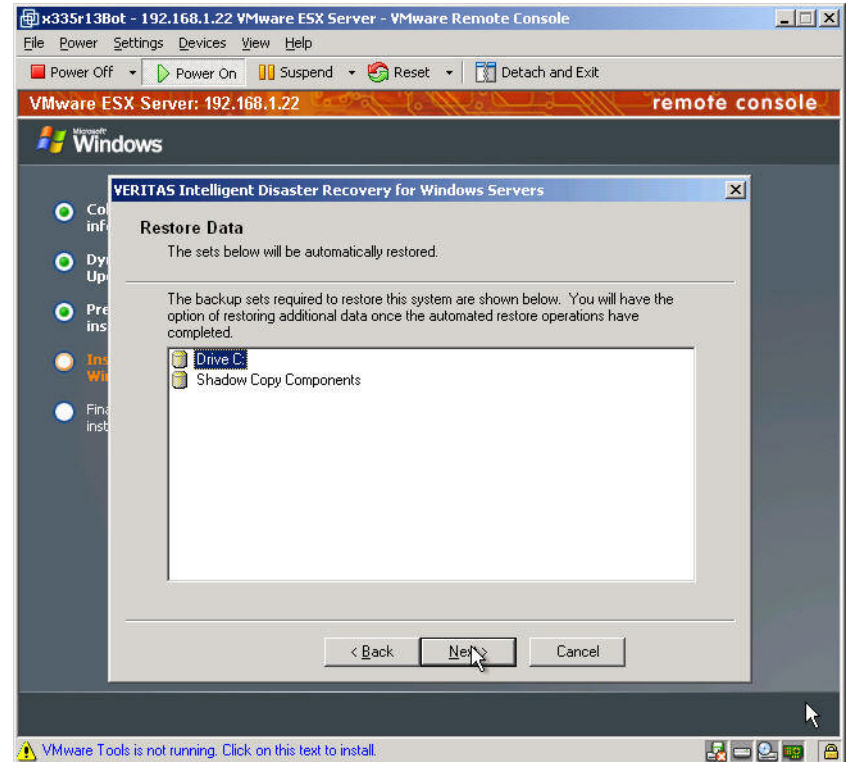 x335r13Bot - 192.168.1.22 VMware ESX Server - VMware Remote Console
File Power Settings Devices View Help
Power Off Power On Suspend Reset Detach and Exit
VMware ESX Server: 192.168.1.22 remote console
Microsoft
Windows
VERITAS Intelligent Disaster Recovery for Windows Servers
Restore Data
The sets below will be automatically restored.
The backup sets required to restore this system are shown below. You will have the
option of restoring additional data once the automated restore operations have
completed.
Drive C:
Shadow Copy Components
< Back Cancel
VMware Tools is not running. Click on this text to install.